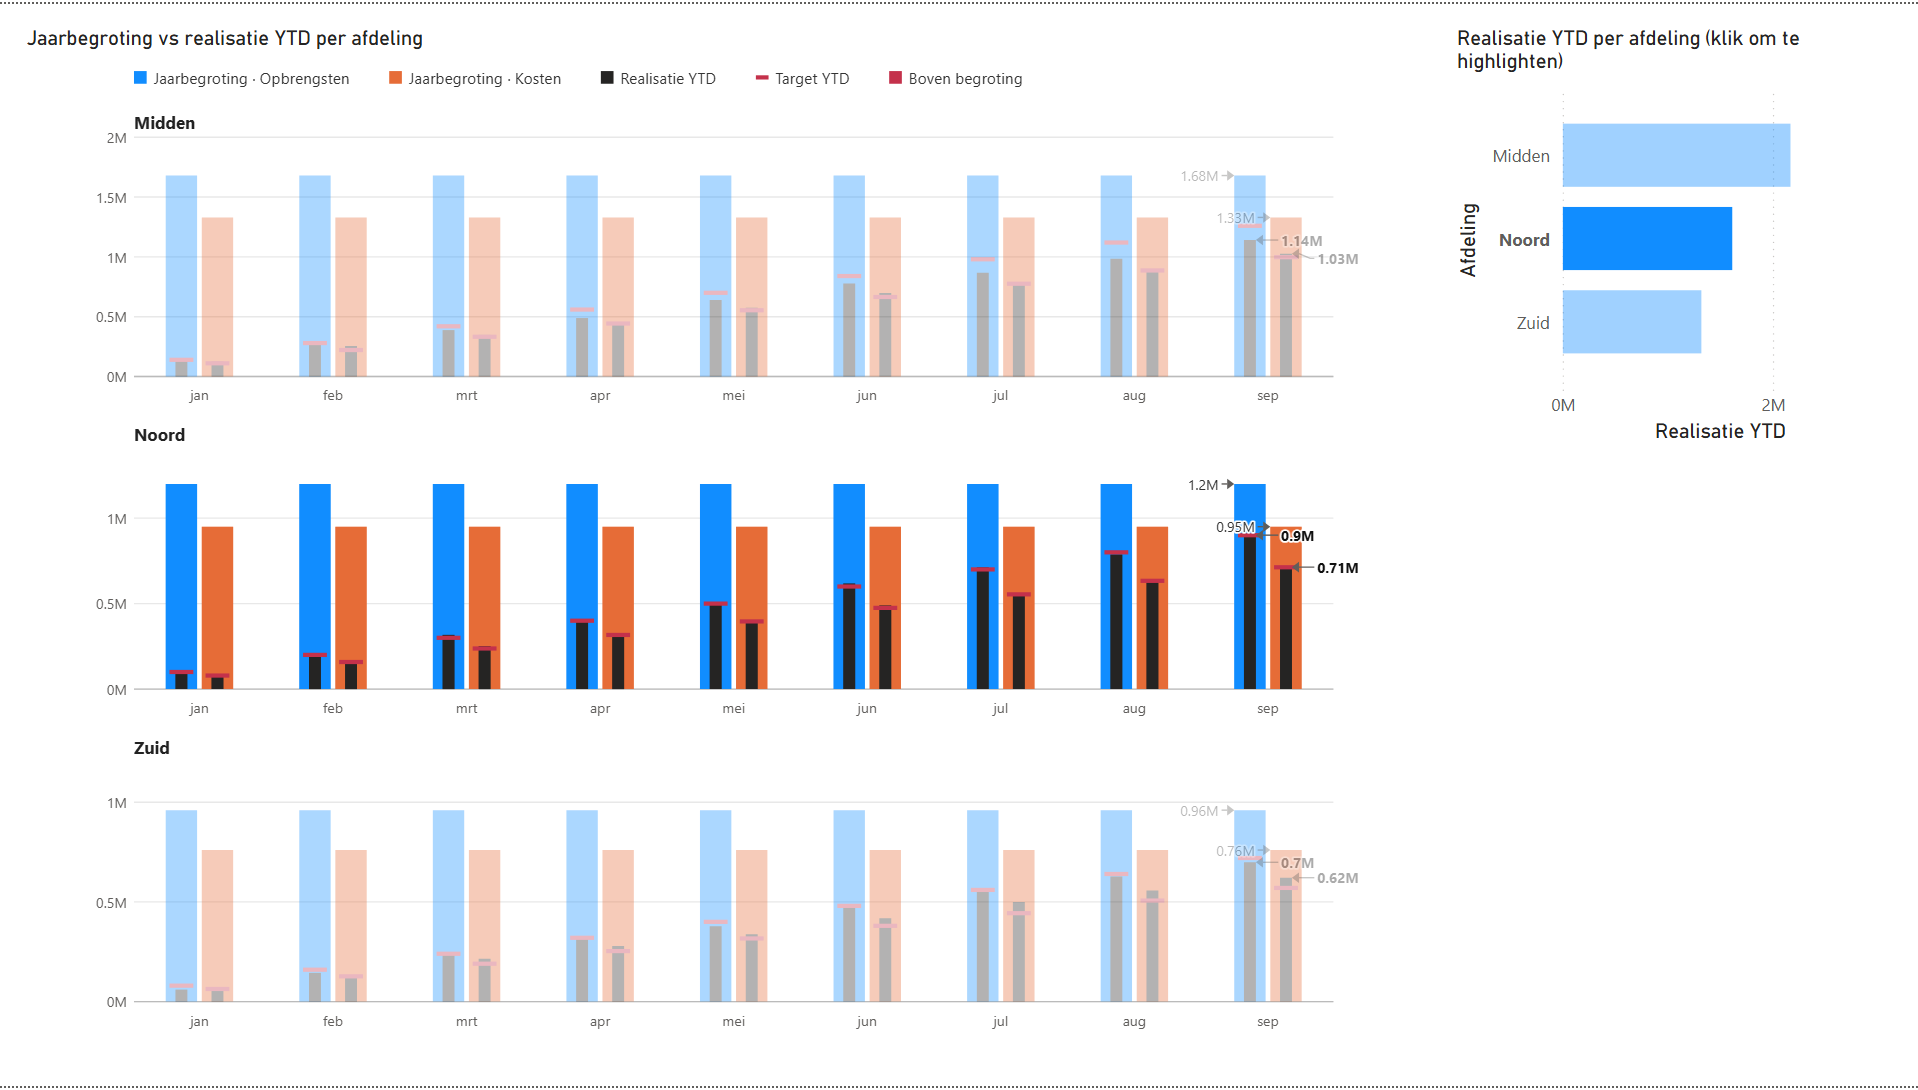 Jaarbegroting vs realisatie YTD per afdeling
Jaarbegroting · Opbrengsten
Jaarbegroting · Kosten
Realisatie YTD
Target YTD
Boven begroting
Midden
2M
1.5M
1M
0.5M
0M
1.68M
1.33M
1.14M
1.03M
jan
feb
mrt
apr
mei
jun
jul
aug
sep
Noord
1M
0.5M
0M
1.2M
0.95M
0.9M
0.71M
jan
feb
mrt
apr
mei
jun
jul
aug
sep
Zuid
1M
0.5M
0M
0.96M
0.76M
0.7M
0.62M
jan
feb
mrt
apr
mei
jun
jul
aug
sep
Realisatie YTD per afdeling (klik om te
highlighten)
Afdeling
Midden
Noord
Zuid
0M
2M
Realisatie YTD